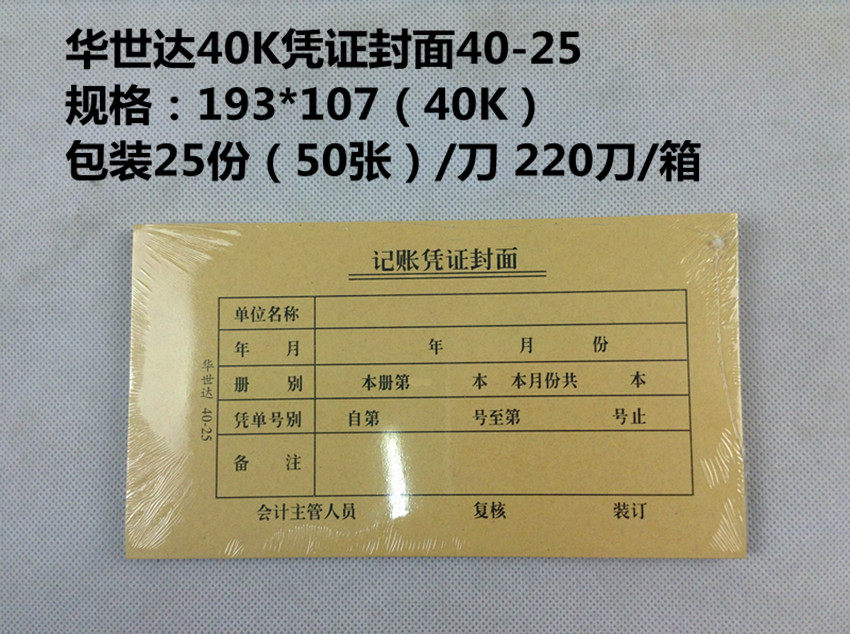 华世达40K凭证封面40-25
规格：193*107（40K）
包装25份（50张）/刀 220刀/箱
记账凭证封面
单位名称
年 月 年 月 份
册 别 本册第 本 本月份共 本
凭单号别 自第 号至第 号止
备 注
会计主管人员 复核 装订
华世达 40-25